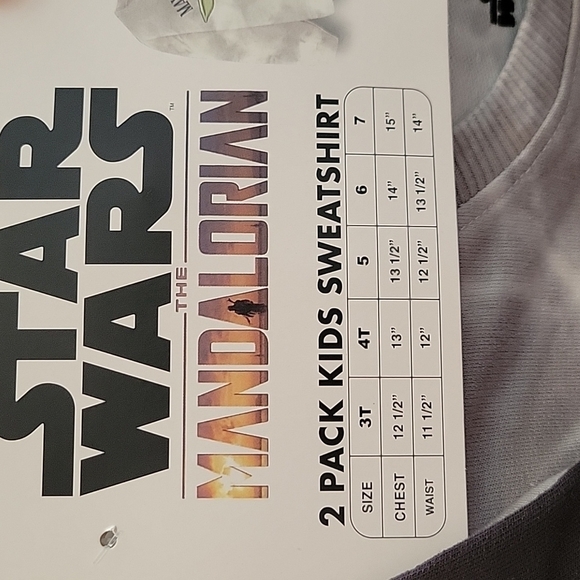 STAR
WARS™
THE
MANDALORIAN
2 PACK KIDS SWEATSHIRT
SIZE 3T 4T 5 6 7
CHEST 12 1/2" 13" 13 1/2" 14" 15"
WAIST 11 1/2" 12" 12 1/2" 13 1/2" 14"